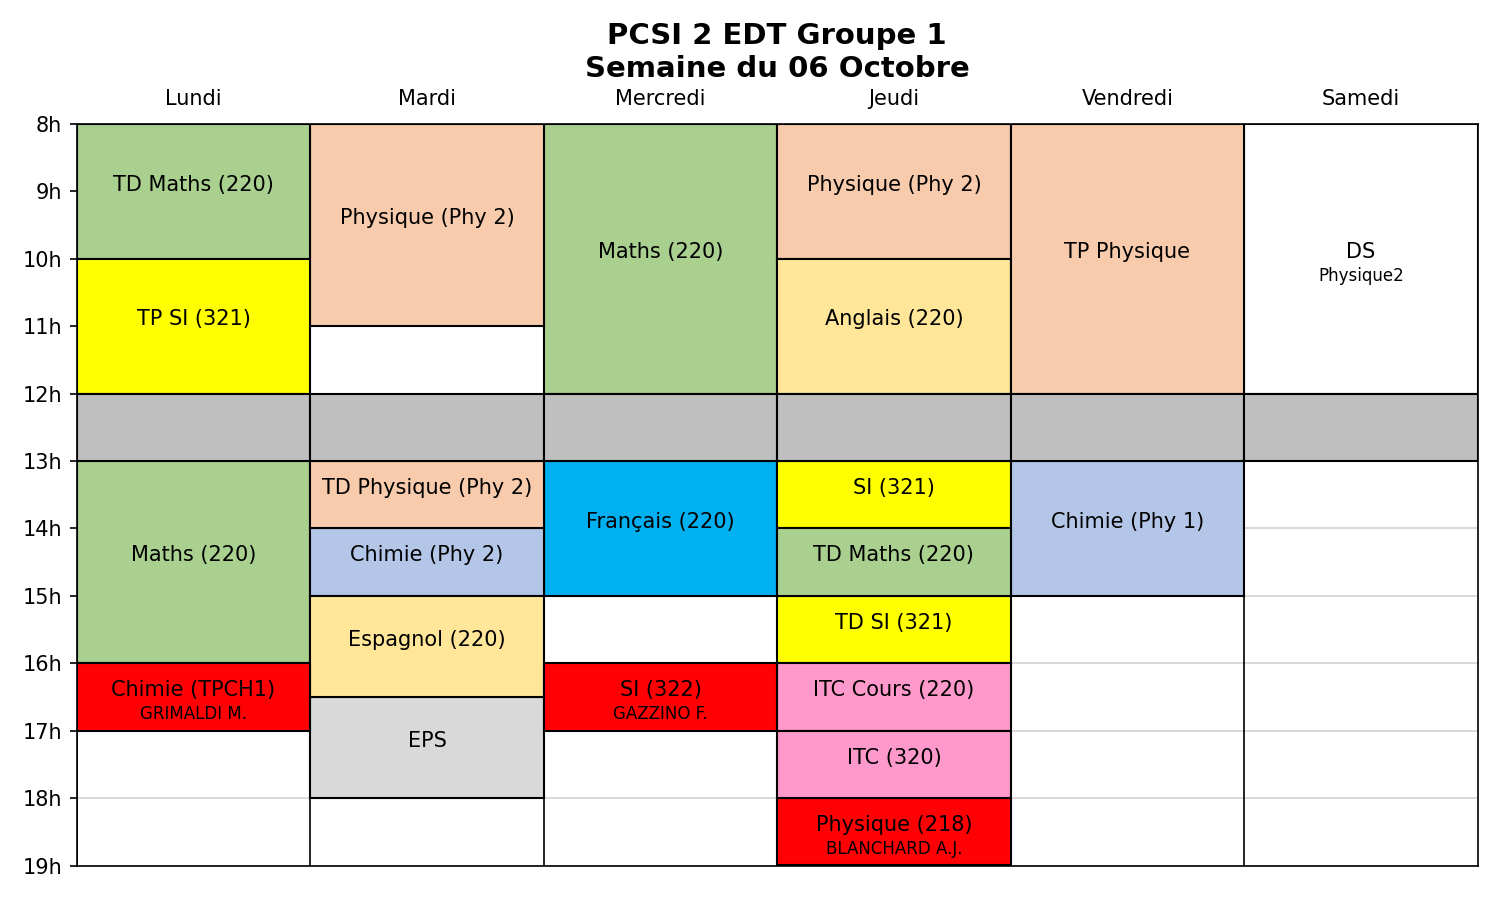 PCSI 2 EDT Groupe 1
Semaine du 06 Octobre
Lundi Mardi Mercredi Jeudi Vendredi Samedi
8h
9h
10h
11h
12h
13h
14h
15h
16h
17h
18h
19h
TD Maths (220)
TP SI (321)
Maths (220)
Chimie (TPCH1)
GRIMALDI M.
Physique (Phy 2)
TD Physique (Phy 2)
Chimie (Phy 2)
Espagnol (220)
EPS
Maths (220)
Français (220)
SI (322)
GAZZINO F.
Physique (Phy 2)
Anglais (220)
SI (321)
TD Maths (220)
TD SI (321)
ITC Cours (220)
ITC (320)
Physique (218)
BLANCHARD A.J.
TP Physique
Chimie (Phy 1)
DS
Physique2